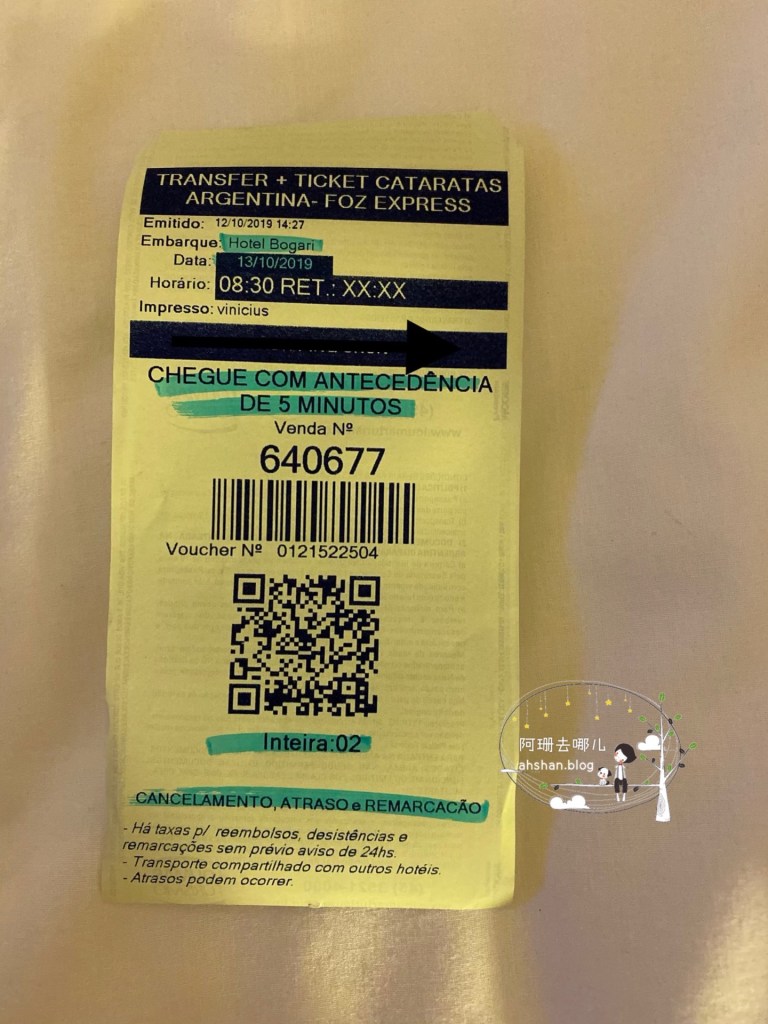 TRANSFER + TICKET CATARATAS
ARGENTINA- FOZ EXPRESS
Emitido: 12/10/2019 14:27
Embarque: Hotel Bogari
Data: 13/10/2019
Horário: 08:30 RET.: XX:XX
Impresso: vinicius
CHEGUE COM ANTECEDÊNCIA
DE 5 MINUTOS
Venda Nº
640677
Voucher Nº 0121522504
Inteira:02
CANCELAMENTO, ATRASO e REMARCACÃO
- Há taxas p/ reembolsos, desistências e
remarcações sem prévio aviso de 24hs.
- Transporte compartilhado com outros hotéis.
- Atrasos podem ocorrer.
阿珊去哪儿
ahshan.blog